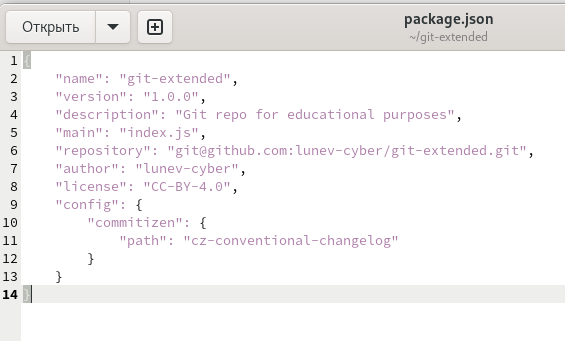 Открыть
package.json
~/git-extended
1 {
2     "name": "git-extended",
3     "version": "1.0.0",
4     "description": "Git repo for educational purposes",
5     "main": "index.js",
6     "repository": "git@github.com:lunev-cyber/git-extended.git",
7     "author": "lunev-cyber",
8     "license": "CC-BY-4.0",
9     "config": {
10         "commitizen": {
11             "path": "cz-conventional-changelog"
12         }
13     }
14 }